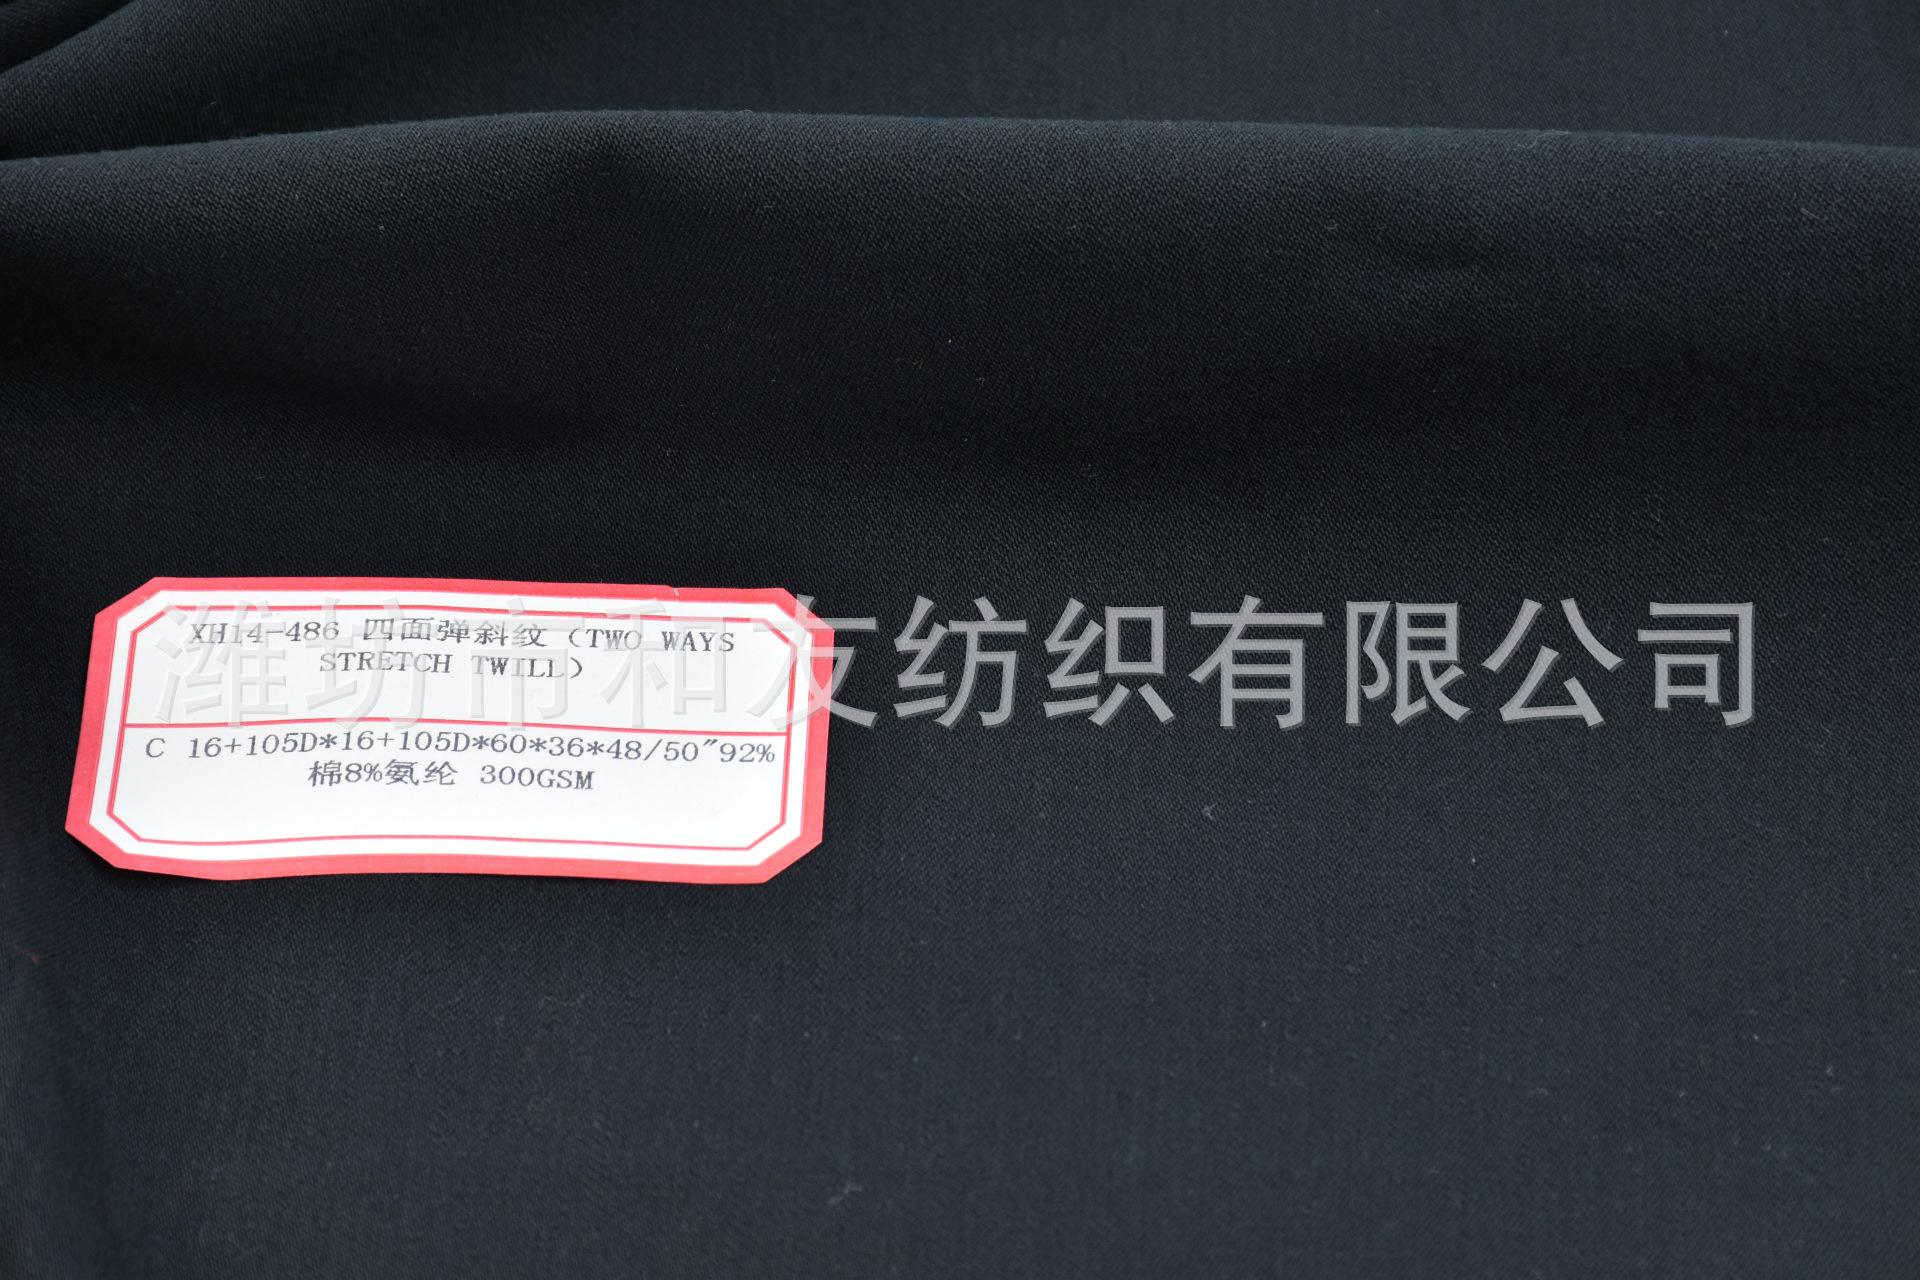 XH14-486 四面弹斜纹（TWO WAYS
STRETCH TWILL）
潍坊市和友纺织有限公司
C 16+105D*16+105D*60*36*48/50"92%
棉8%氨纶 300GSM